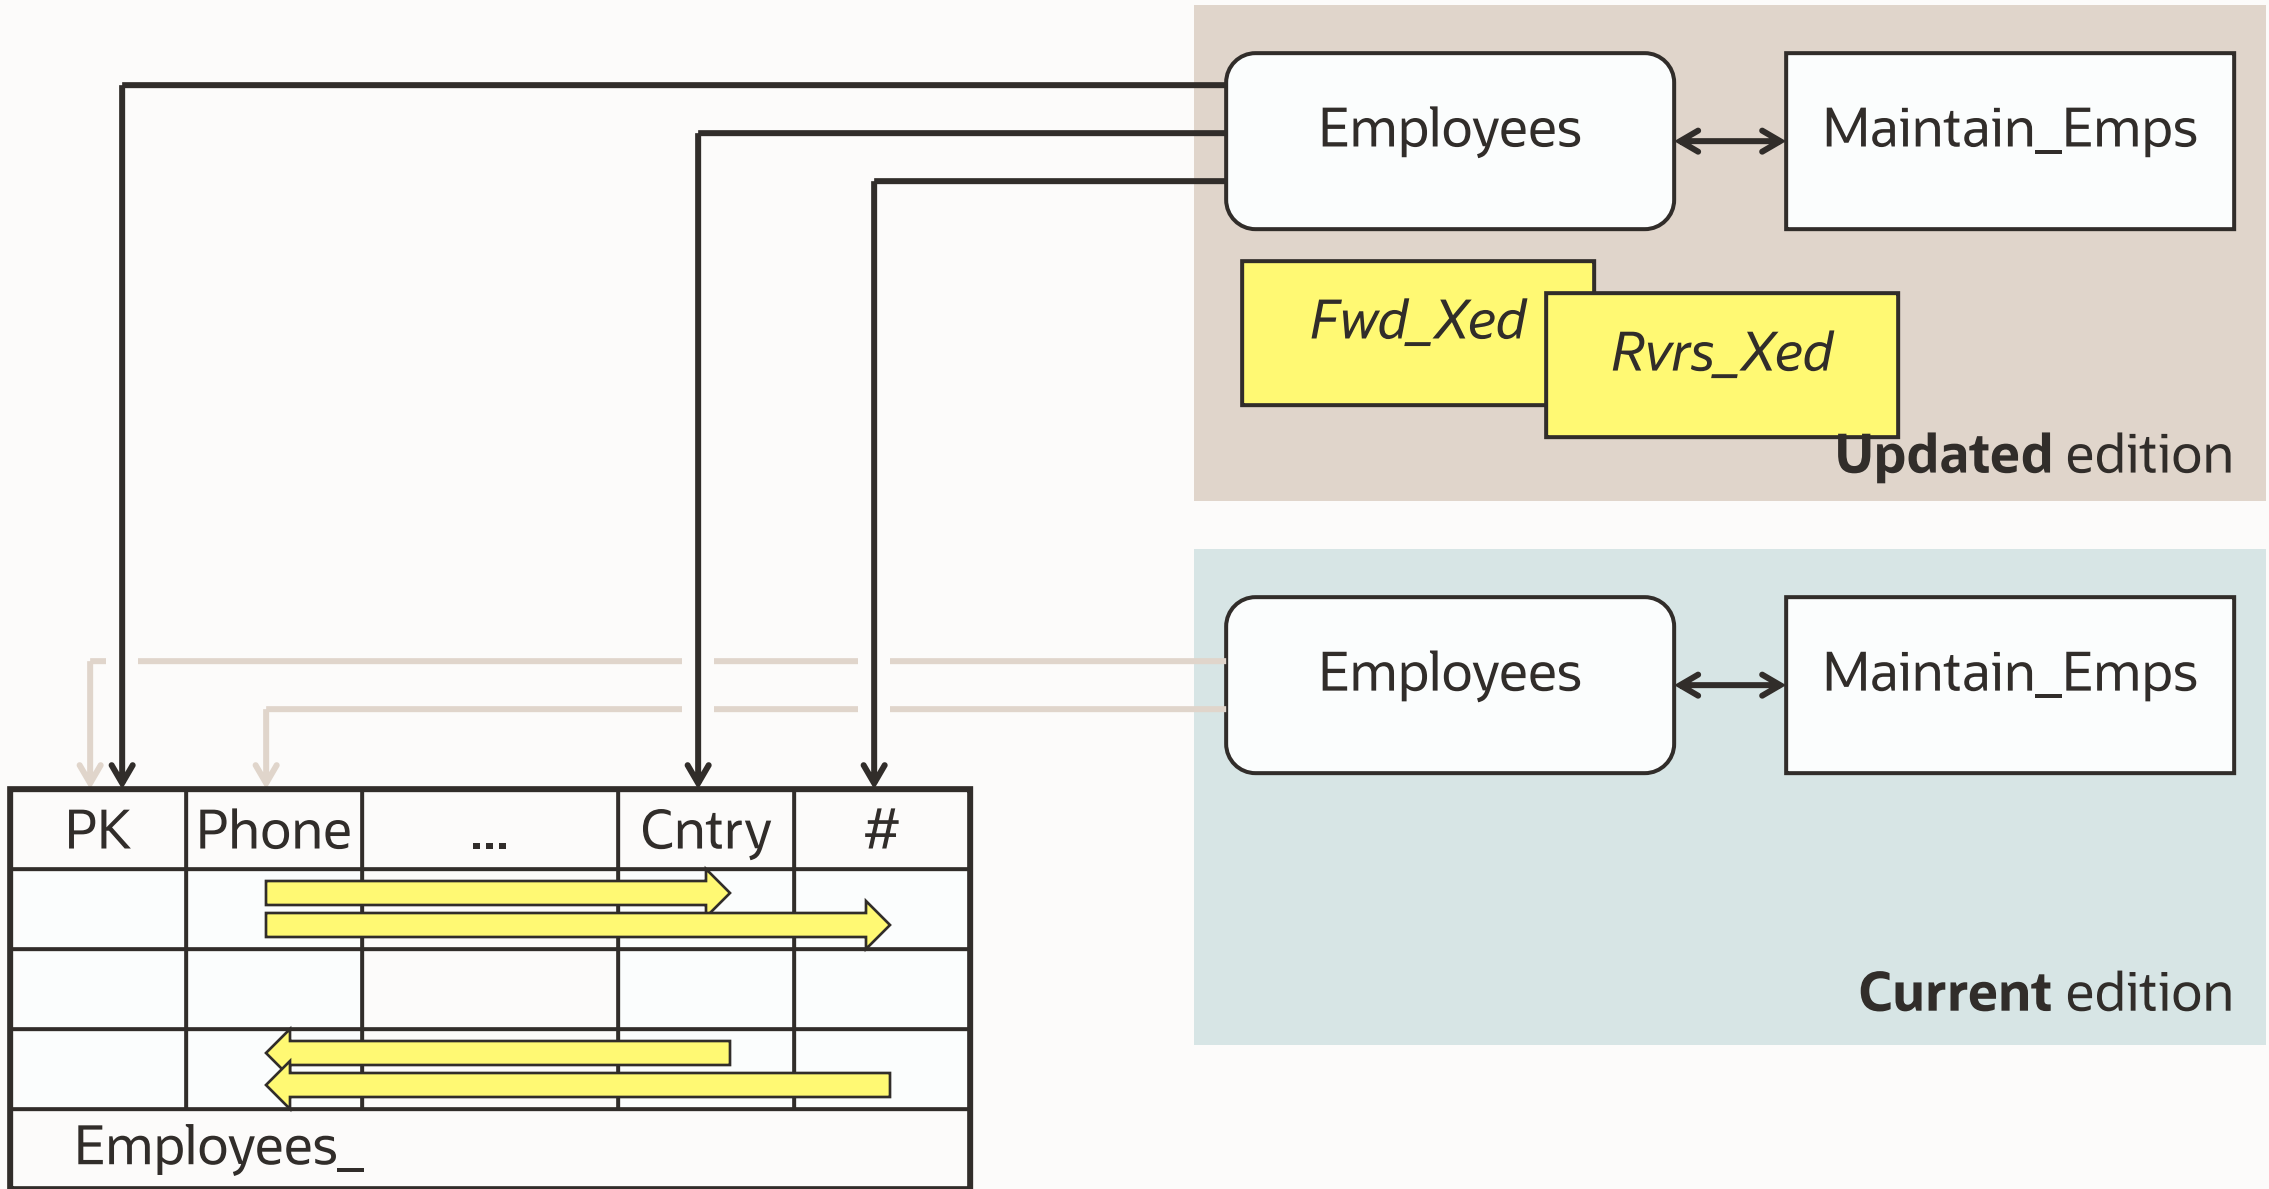 Employees
Maintain_Emps
Fwd_Xed
Rvrs_Xed
Updated edition
Employees
Maintain_Emps
Current edition
PK Phone ... Cntry #
Employees_